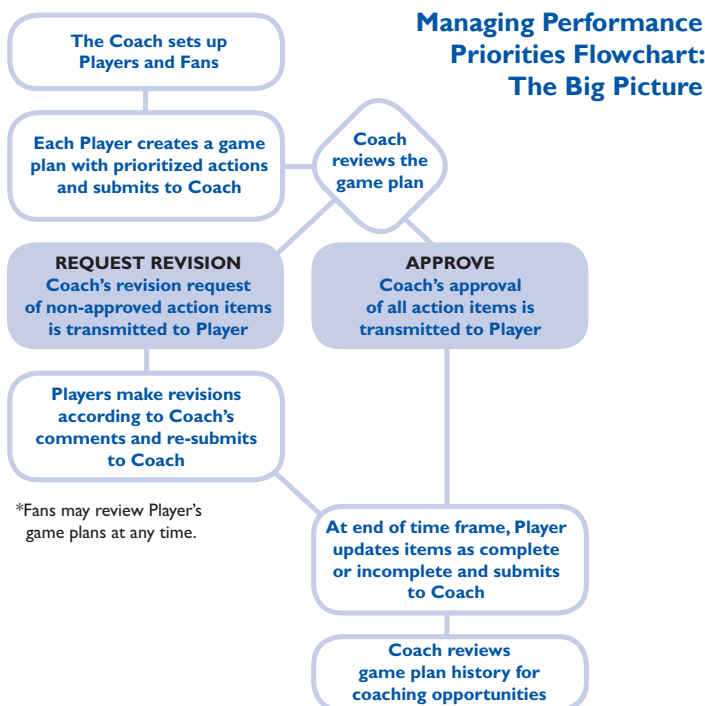 Managing Performance
Priorities Flowchart:
The Big Picture
The Coach sets up
Players and Fans
Each Player creates a game
plan with prioritized actions
and submits to Coach
Coach
reviews the
game plan
REQUEST REVISION
Coach's revision request
of non-approved action items
is transmitted to Player
APPROVE
Coach's approval
of all action items is
transmitted to Player
Players make revisions
according to Coach's
comments and re-submits
to Coach
*Fans may review Player's
game plans at any time.
At end of time frame, Player
updates items as complete
or incomplete and submits
to Coach
Coach reviews
game plan history for
coaching opportunities